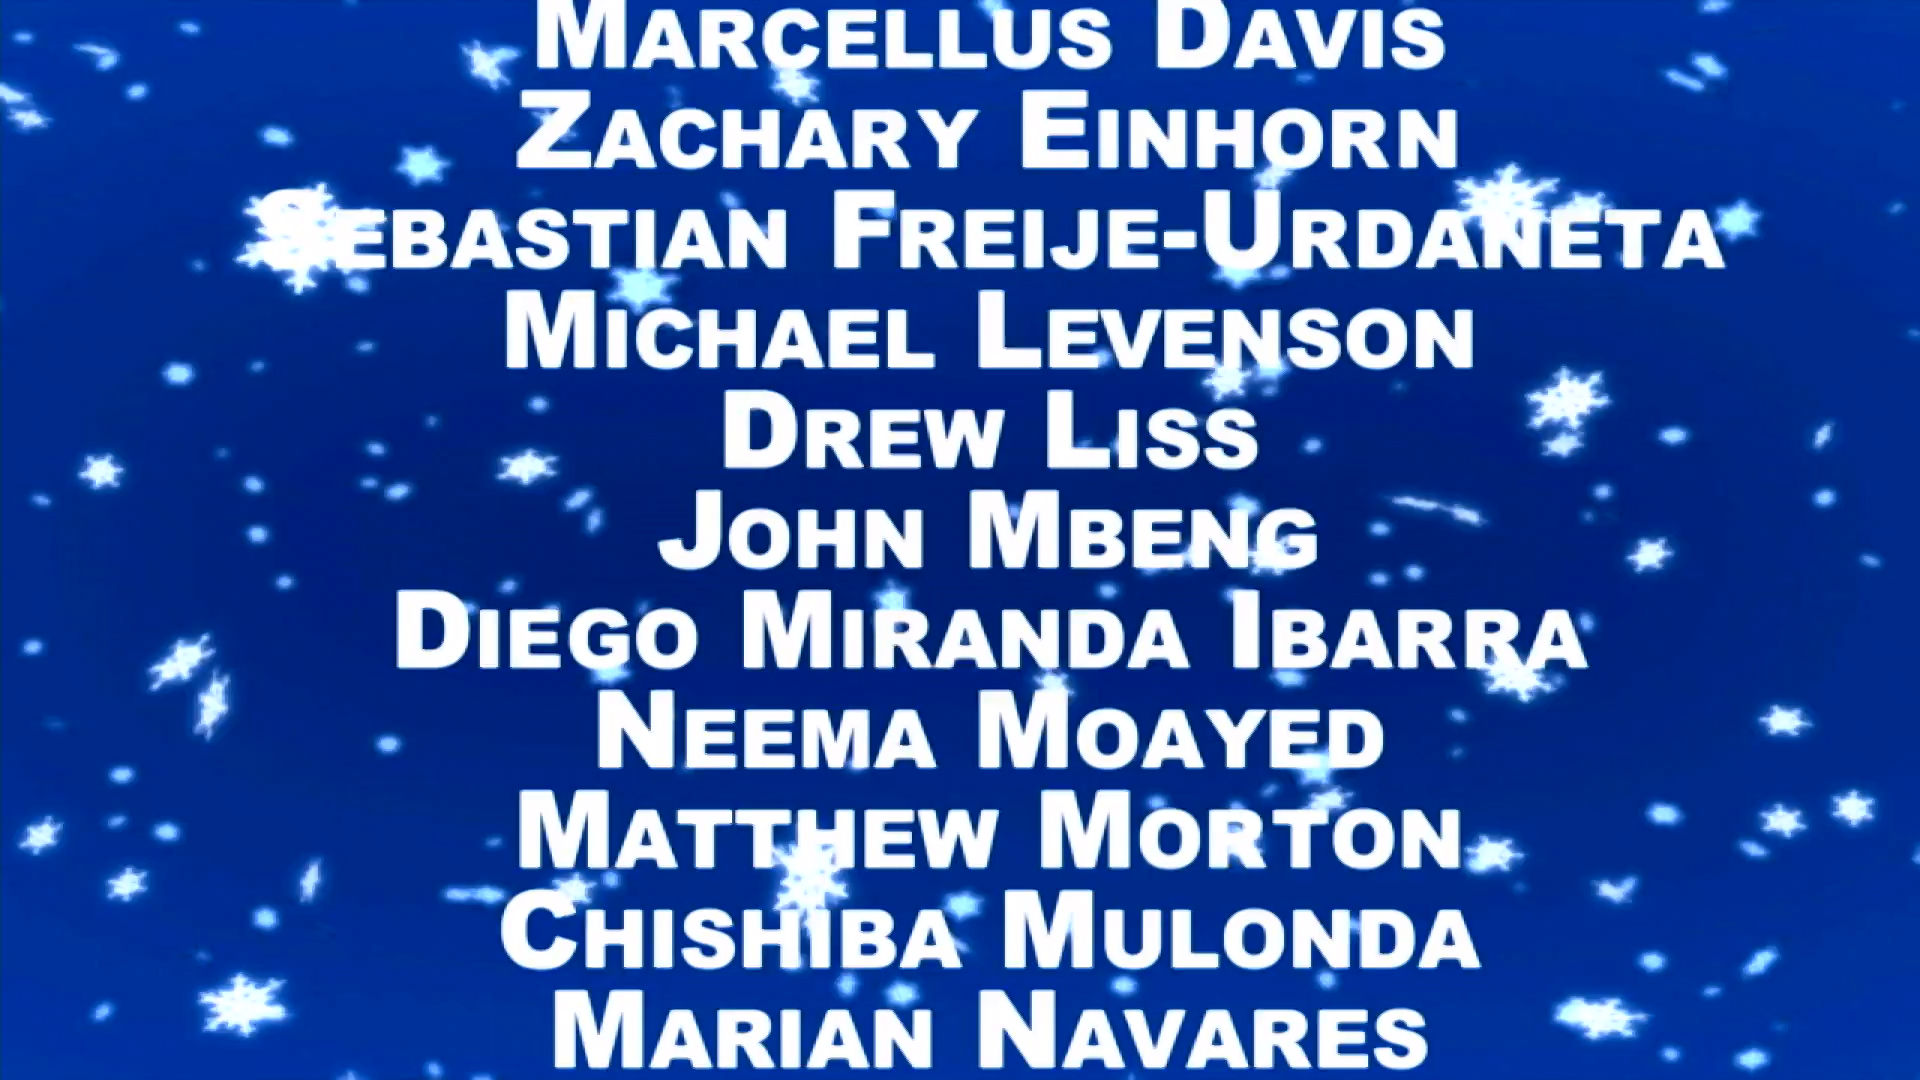 Marcellus Davis
Zachary Einhorn
Sebastian Freije-Urdaneta
Michael Levenson
Drew Liss
John Mbeng
Diego Miranda Ibarra
Neema Moayed
Matthew Morton
Chishiba Mulonda
Marian Navares